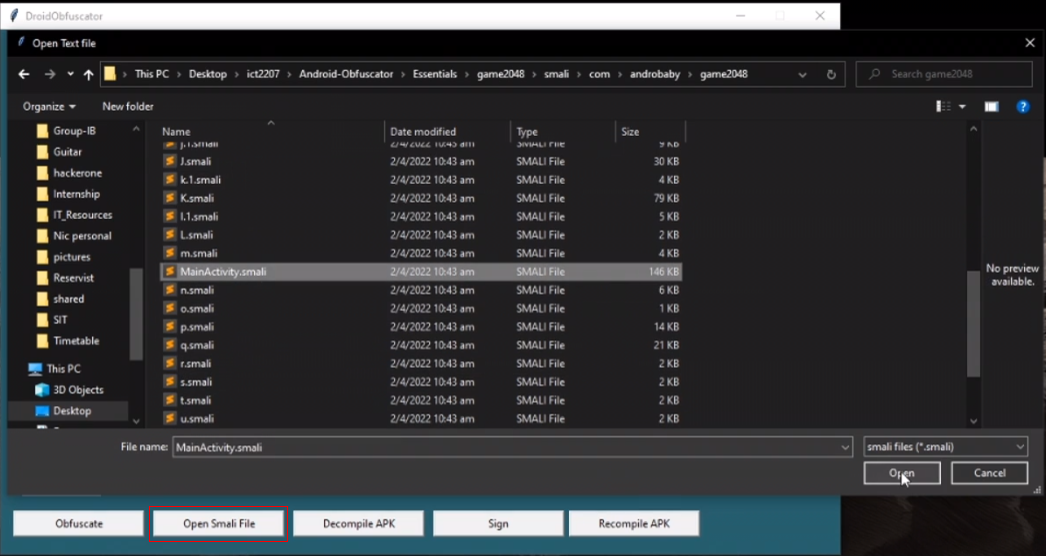 DroidObfuscator
Open Text file
This PC > Desktop > ict2207 > Android-Obfuscator > Essentials > game2048 > smali > com > androbaby > game2048
Search game2048
Organize
New folder
Group-IB
Guitar
hackerone
Internship
IT_Resources
Nic personal
pictures
Reservist
shared
SIT
Timetable
This PC
3D Objects
Desktop
Name Date modified Type Size
j.1.smali 2/4/2022 10:43 am SMALI File 9 KB
J.smali 2/4/2022 10:43 am SMALI File 30 KB
k.1.smali 2/4/2022 10:43 am SMALI File 4 KB
K.smali 2/4/2022 10:43 am SMALI File 79 KB
l.1.smali 2/4/2022 10:43 am SMALI File 5 KB
L.smali 2/4/2022 10:43 am SMALI File 2 KB
m.smali 2/4/2022 10:43 am SMALI File 4 KB
MainActivity.smali 2/4/2022 10:43 am SMALI File 146 KB
n.smali 2/4/2022 10:43 am SMALI File 6 KB
o.smali 2/4/2022 10:43 am SMALI File 1 KB
p.smali 2/4/2022 10:43 am SMALI File 14 KB
q.smali 2/4/2022 10:43 am SMALI File 21 KB
r.smali 2/4/2022 10:43 am SMALI File 2 KB
s.smali 2/4/2022 10:43 am SMALI File 2 KB
t.smali 2/4/2022 10:43 am SMALI File 2 KB
u.smali 2/4/2022 10:43 am SMALI File 2 KB
No preview
available.
File name: MainActivity.smali
smali files (*.smali)
Open
Cancel
Obfuscate
Open Smali File
Decompile APK
Sign
Recompile APK